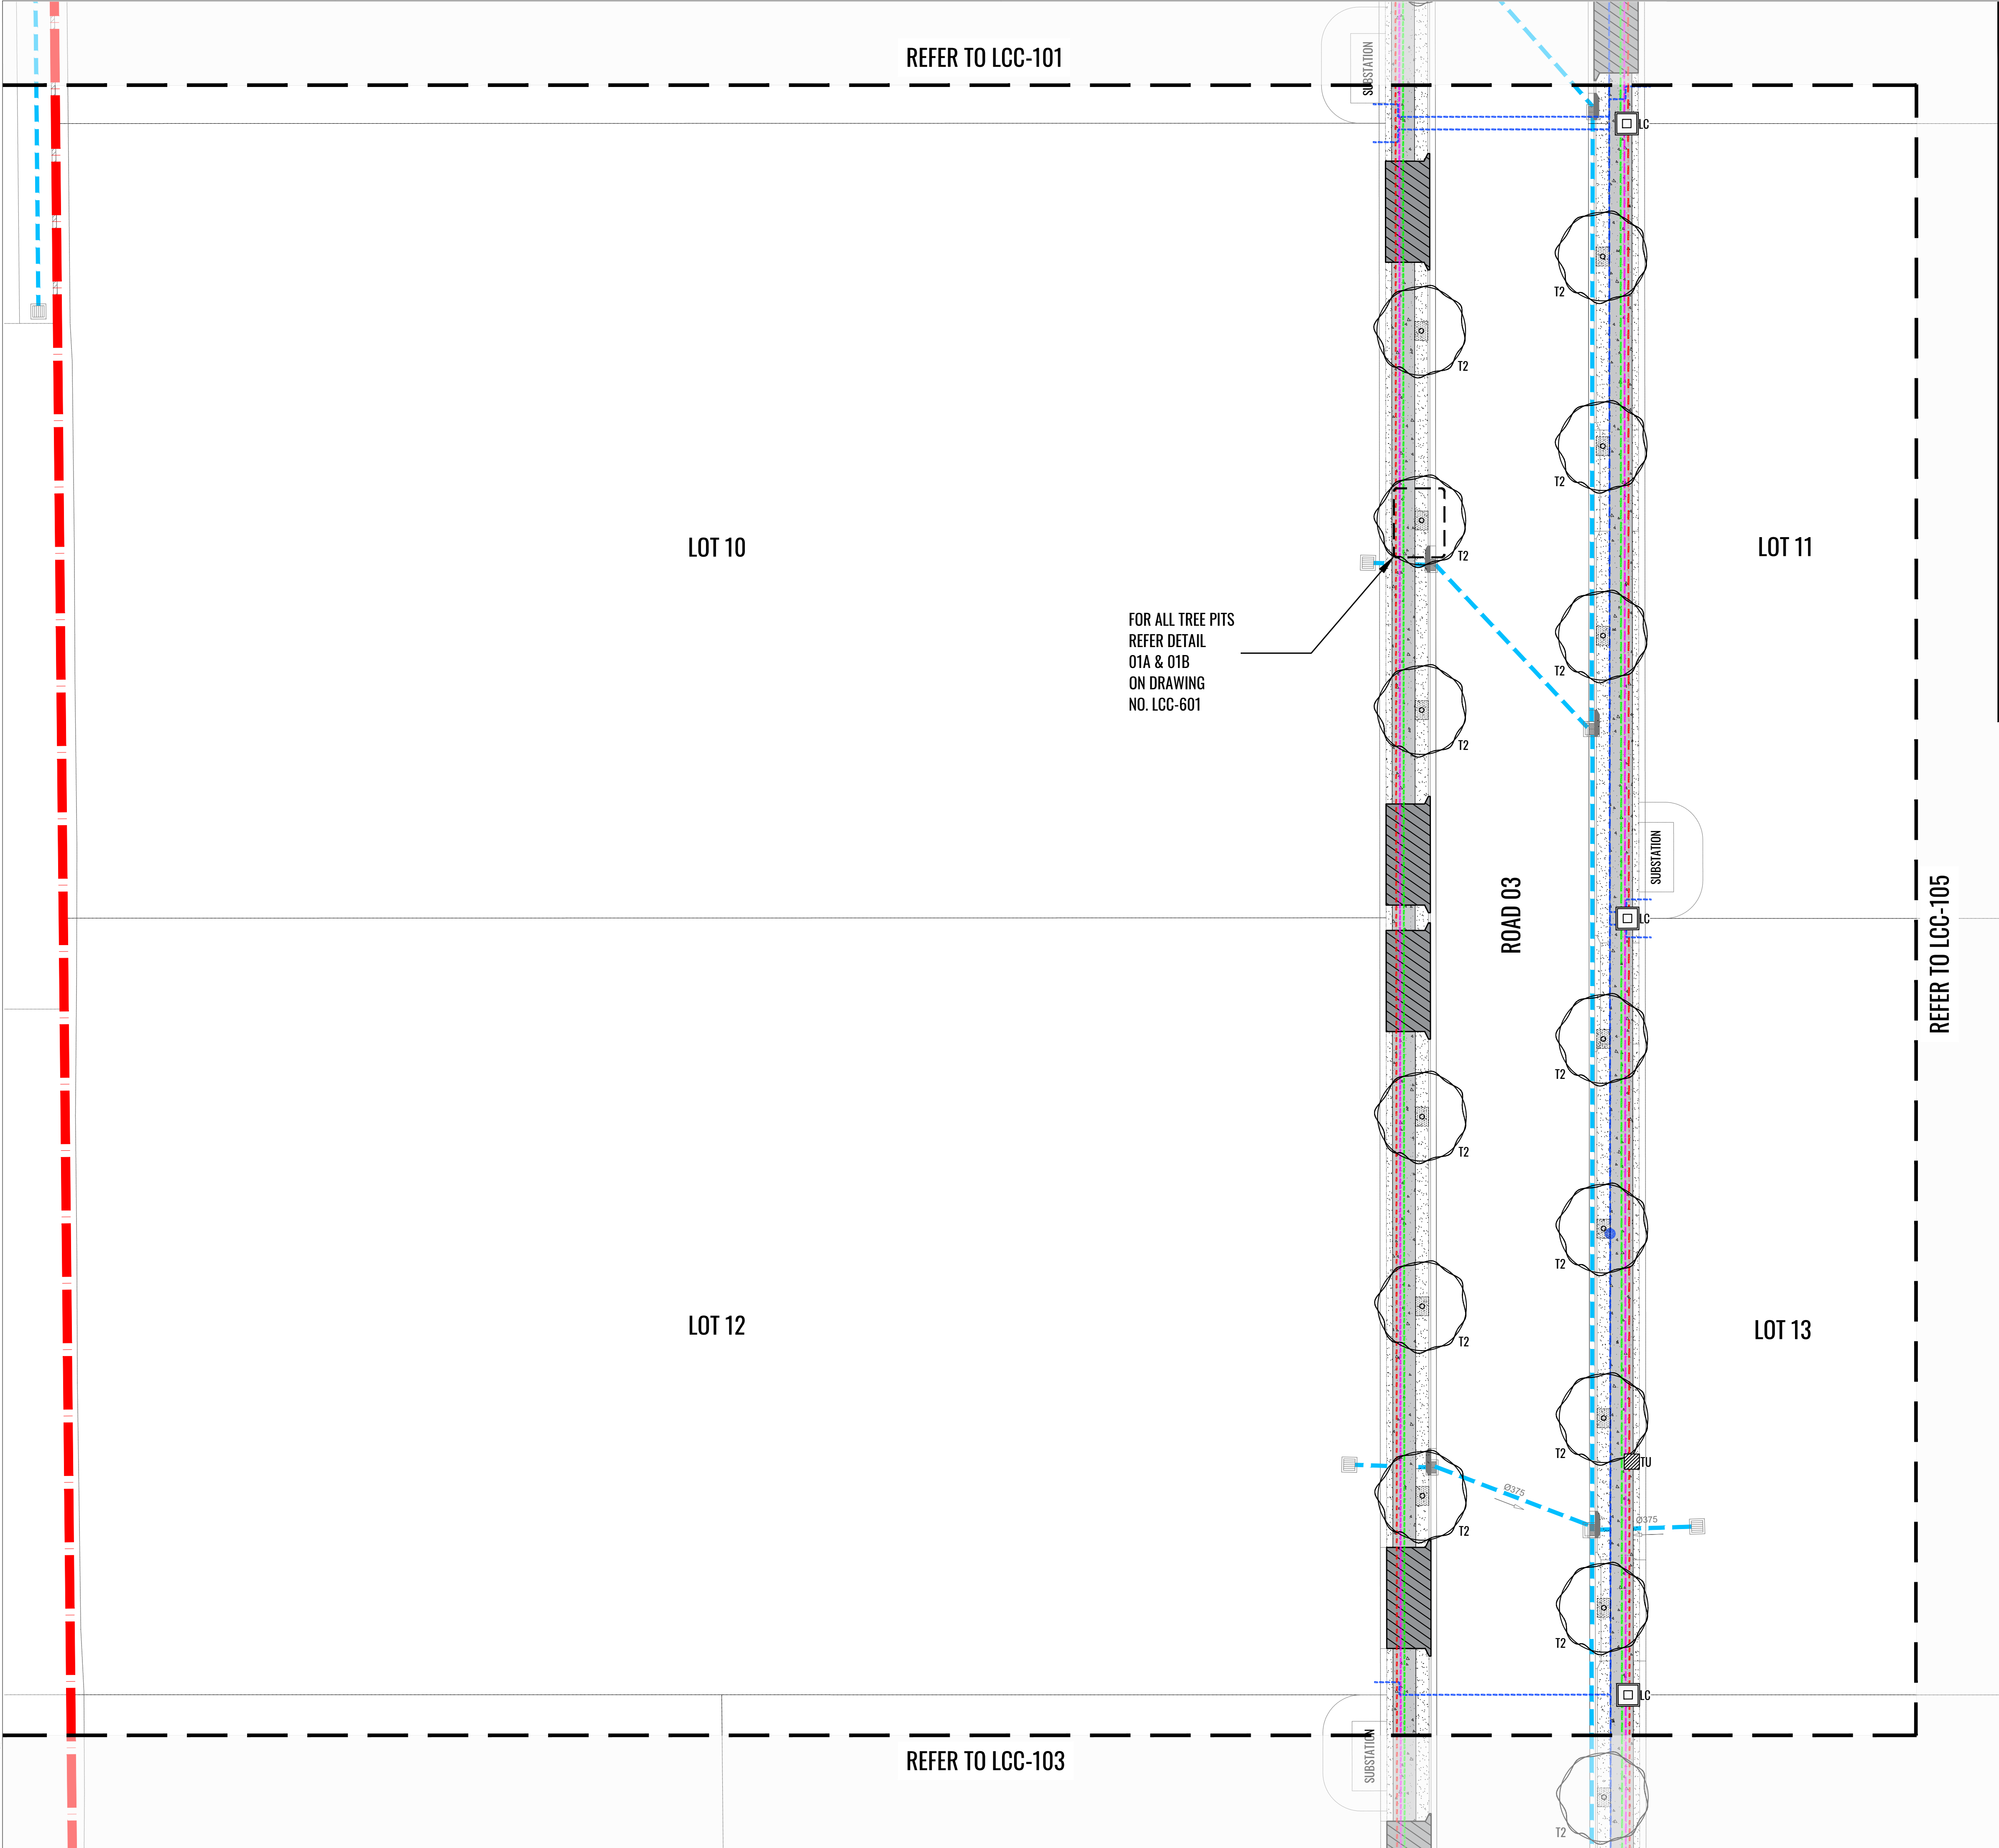 REFER TO LCC-101
SUBSTATION
LC
T2
T2
T2
T2
LOT 10
LOT 11
T2
FOR ALL TREE PITS
REFER DETAIL
01A & 01B
ON DRAWING
NO. LCC-601
T2
T2
SUBSTATION
ROAD 03
LC
REFER TO LCC-105
T2
T2
T2
LOT 12
LOT 13
T2
T2
TU
Ø375
Ø375
T2
T2
LC
REFER TO LCC-103
SUBSTATION
T2